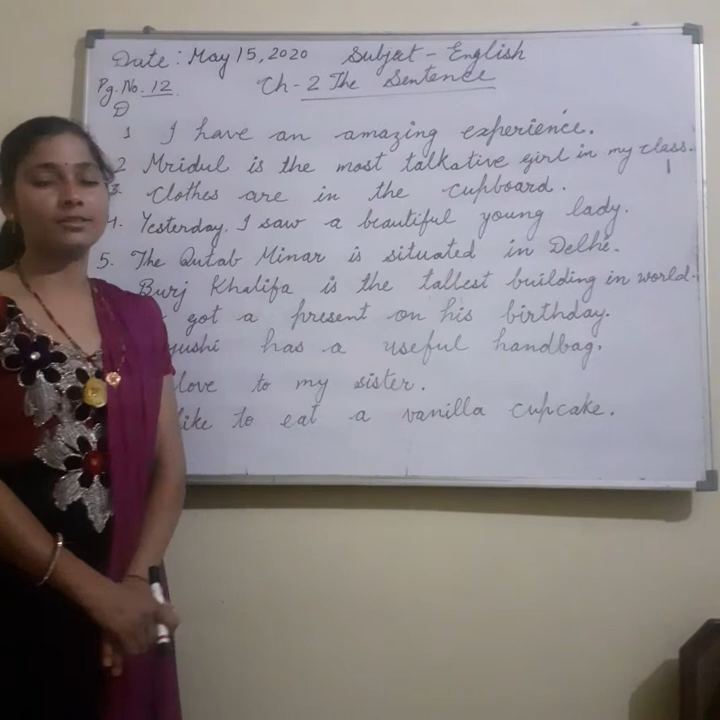 Date : May 15, 2020 Subject - English
Pg. No. 12 Ch - 2 The Sentence
D
1 I have an amazing experience.
2 Mridul is the most talkative girl in my class.
3. Clothes are in the cupboard.
4. Yesterday, I saw a beautiful young lady.
5. The Qutab Minar is situated in Delhi.
Burj Khalifa is the tallest building in world.
got a present on his birthday.
yushi has a useful handbag.
love to my sister.
like to eat a vanilla cupcake.